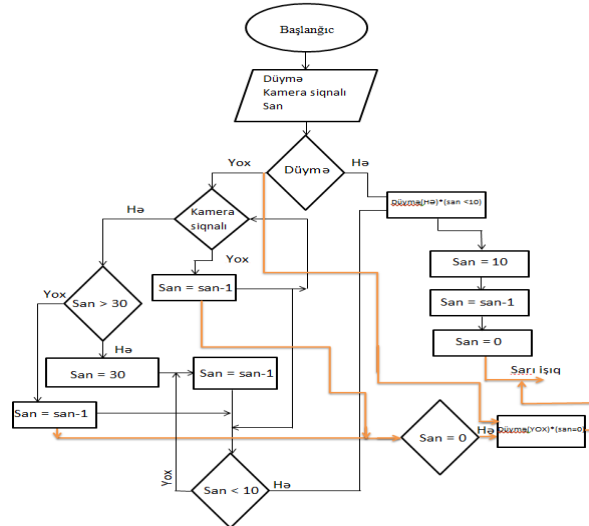 Başlanğıc
Düymə
Kamera siqnalı
San
Düymə
Yox
Hə
Düymə(Hə)*(san <10)
Kamera
siqnalı
Hə
Yox
San = 10
San = san-1
San = san-1
San > 30
Yox
Hə
San = 0
Sarı işıq
San = 30
San = san-1
San = san-1
San = 0
Hə
Düymə(YOX)*(san=0)
Yox
San < 10
Hə